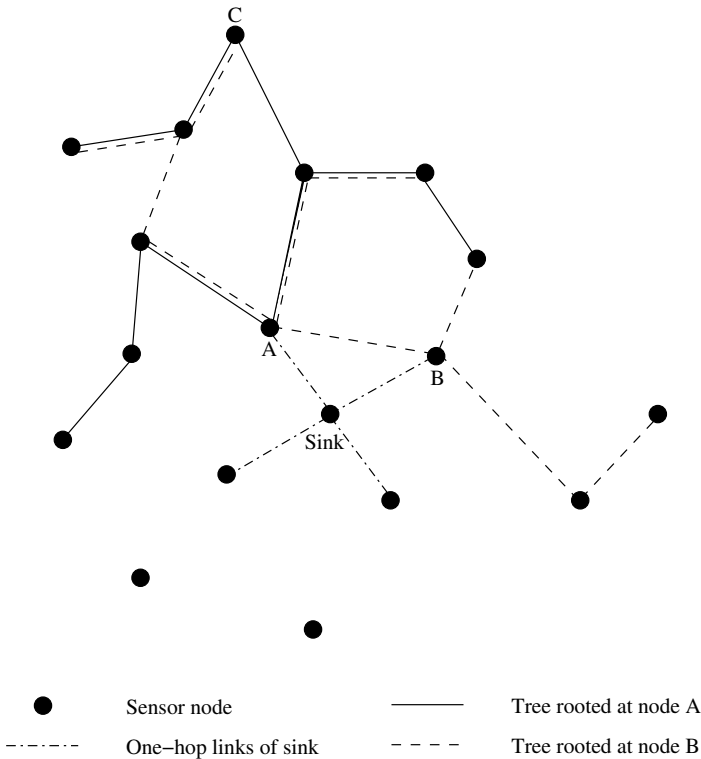 C
A
B
Sink
Sensor node
Tree rooted at node A
One−hop links of sink
Tree rooted at node B